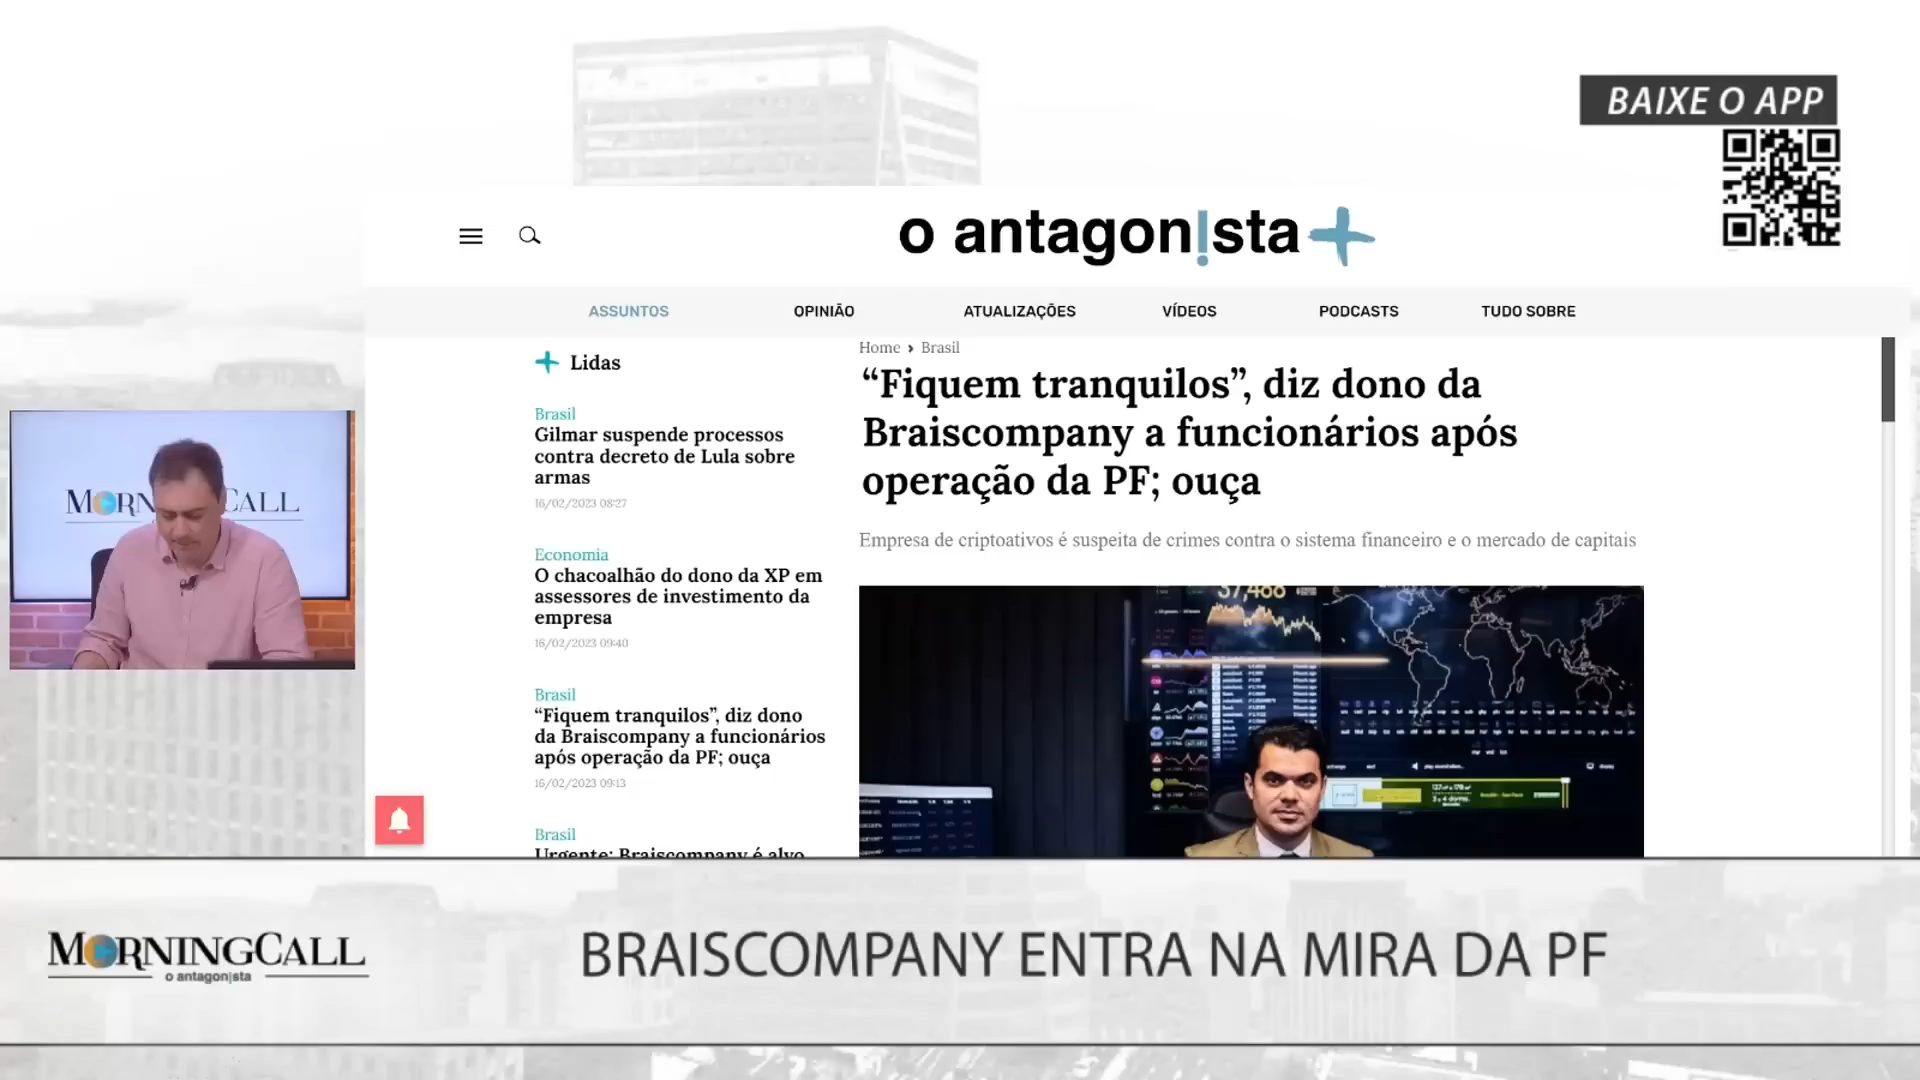 BAIXE O APP
o antagon!sta+
ASSUNTOS
OPINIÃO
ATUALIZAÇÕES
VÍDEOS
PODCASTS
TUDO SOBRE
Lidas
Brasil
Gilmar suspende processos
contra decreto de Lula sobre
armas
16/02/2023 08:27
Economia
O chacoalhão do dono da XP em
assessores de investimento da
empresa
16/02/2023 09:40
Brasil
“Fiquem tranquilos”, diz dono
da Braiscompany a funcionários
após operação da PF; ouça
16/02/2023 09:13
Brasil
Urgente: Braiscompany é alvo
Home › Brasil
“Fiquem tranquilos”, diz dono da
Braiscompany a funcionários após
operação da PF; ouça
Empresa de criptoativos é suspeita de crimes contra o sistema financeiro e o mercado de capitais
37,488
MORNINGCALL
MORNINGCALL
o antagon!sta
BRAISCOMPANY ENTRA NA MIRA DA PF